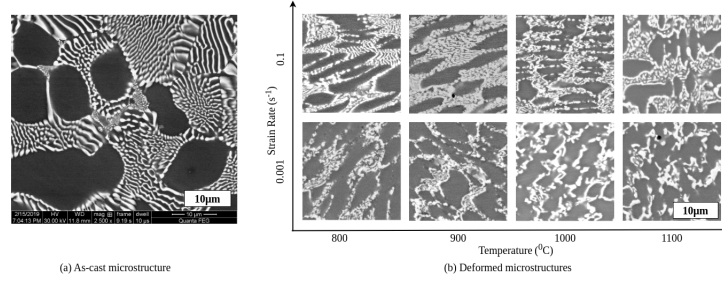 10μm
2/15/2019 HV WD mag ⊞ frame dwell 10 μm
7:04:13 PM 30.00 kV 11.8 mm 2 500 x 9.19 s 10 μs Quanta FEG
(a) As-cast microstructure
Strain Rate (s⁻¹)
0.1
0.001
10μm
800 900 1000 1100
Temperature (⁰C)
(b) Deformed microstructures